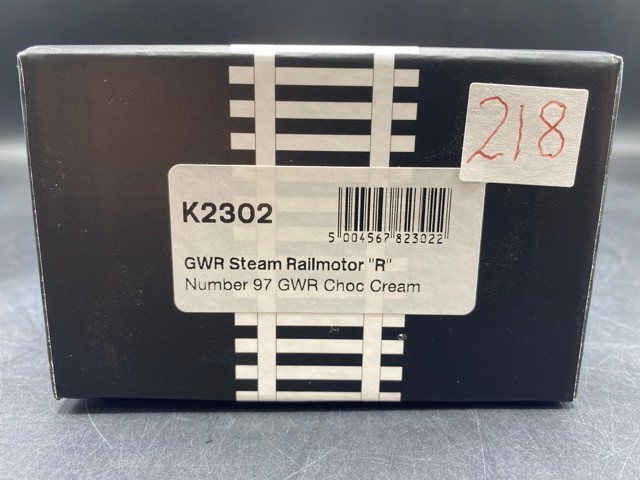 218
K2302
5 004567 823022
GWR Steam Railmotor "R"
Number 97 GWR Choc Cream